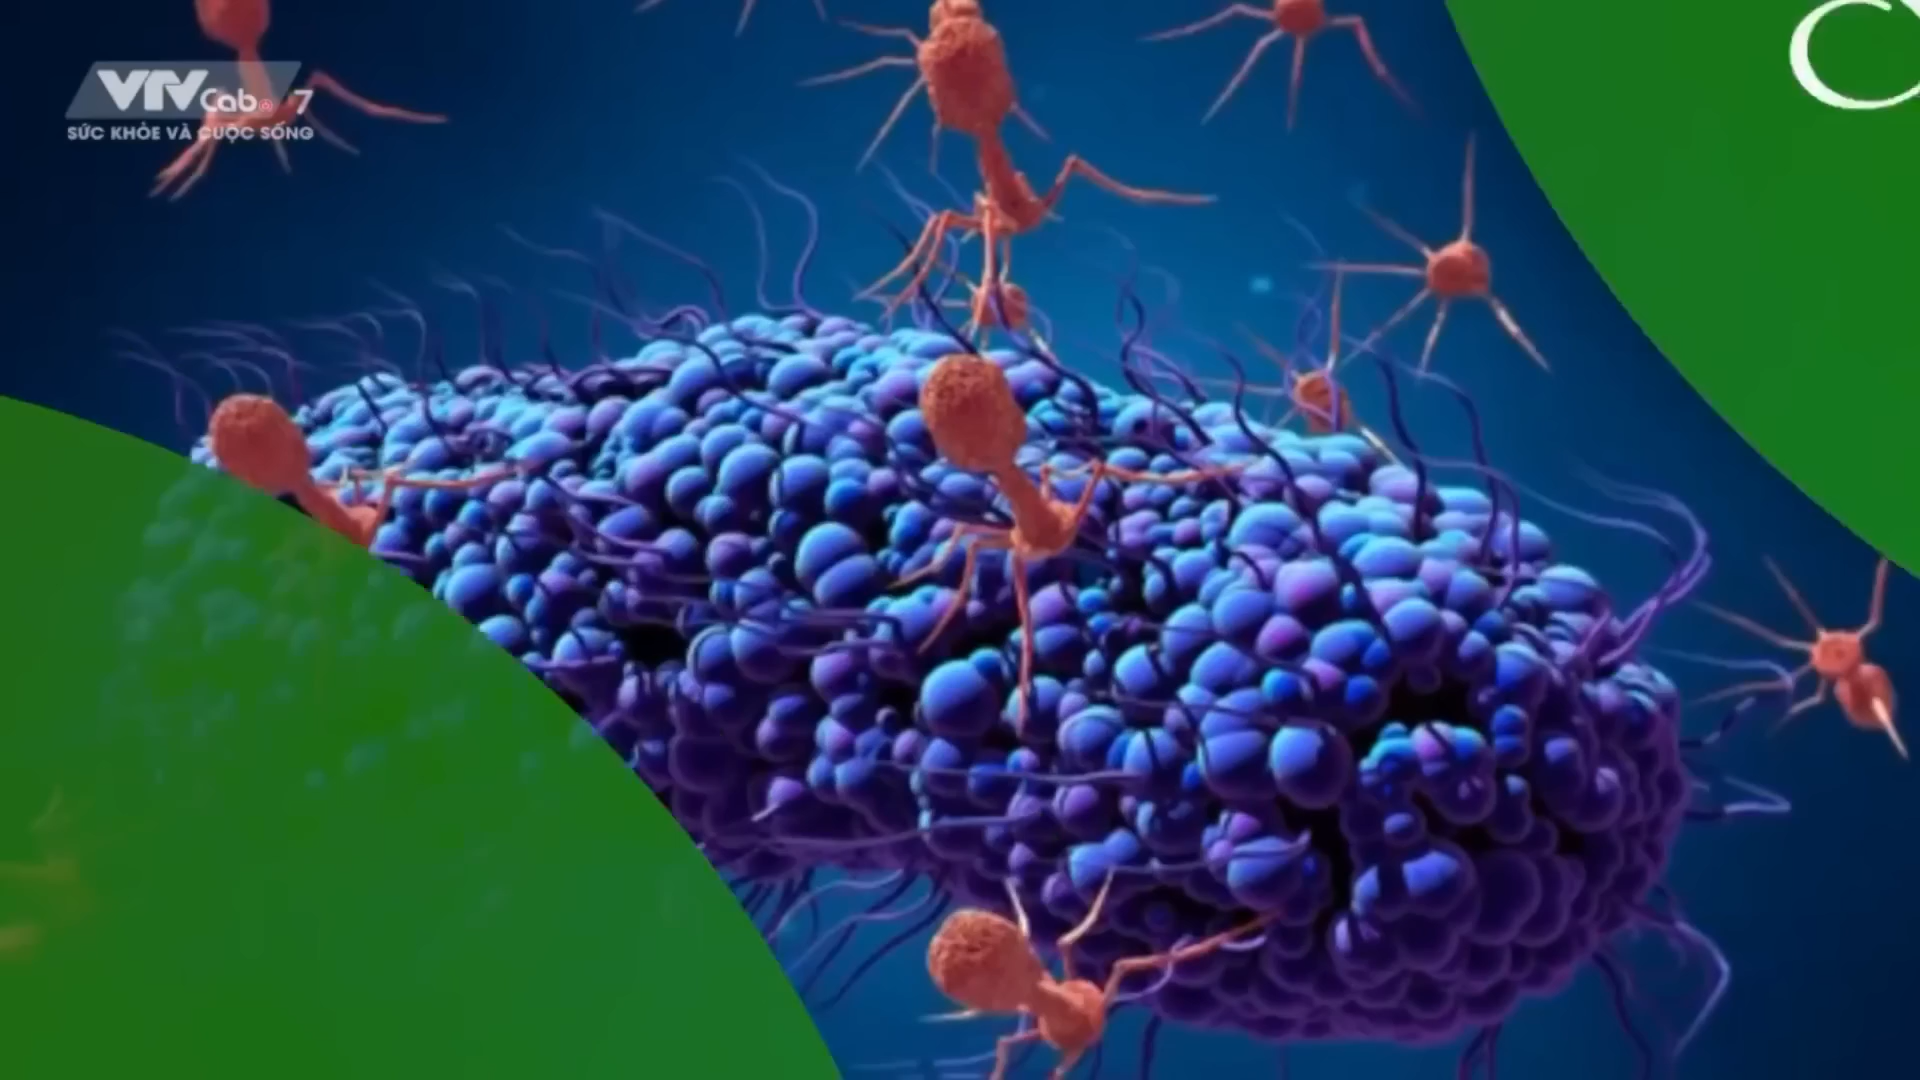 VTVCab 7
SỨC KHỎE VÀ CUỘC SỐNG
C